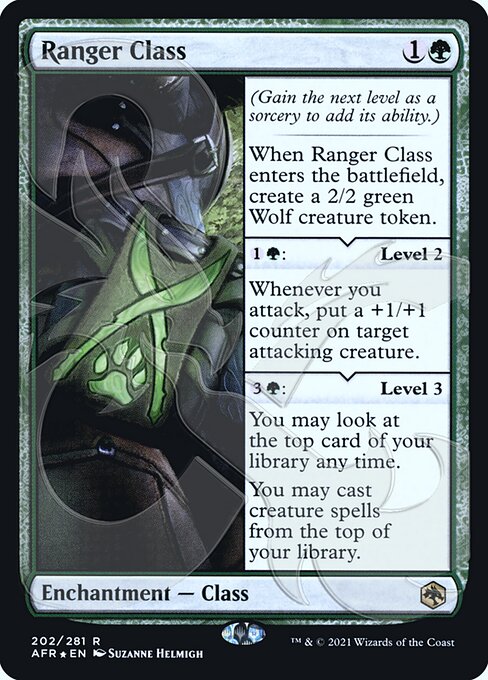 Ranger Class 1
(Gain the next level as a
sorcery to add its ability.)
When Ranger Class
enters the battlefield,
create a 2/2 green
Wolf creature token.
1 : Level 2
Whenever you
attack, put a +1/+1
counter on target
attacking creature.
3 : Level 3
You may look at
the top card of your
library any time.
You may cast
creature spells
from the top of
your library.
Enchantment — Class
202/281 R
AFR★EN Suzanne Helmigh
™ & © 2021 Wizards of the Coast